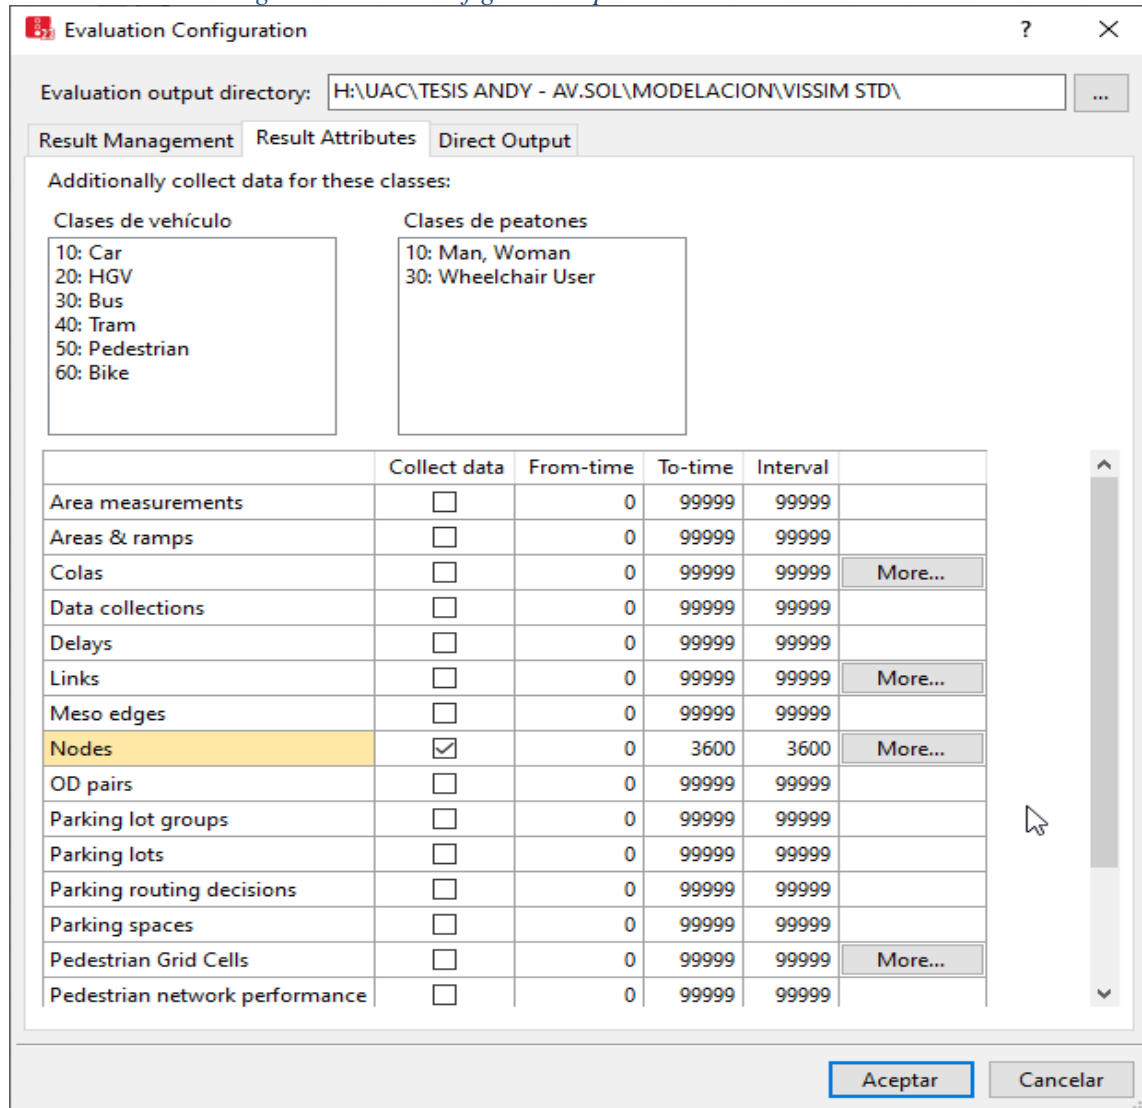 Evaluation Configuration ?
Evaluation output directory: H:\UAC\TESIS ANDY - AV.SOL\MODELACION\VISSIM STD\ ...
Result Management Result Attributes Direct Output
Additionally collect data for these classes:
Clases de vehículo Clases de peatones
10: Car 10: Man, Woman
20: HGV 30: Wheelchair User
30: Bus
40: Tram
50: Pedestrian
60: Bike
Collect data From-time To-time Interval
Area measurements 0 99999 99999
Areas & ramps 0 99999 99999
Colas 0 99999 99999 More...
Data collections 0 99999 99999
Delays 0 99999 99999
Links 0 99999 99999 More...
Meso edges 0 99999 99999
Nodes 0 3600 3600 More...
OD pairs 0 99999 99999
Parking lot groups 0 99999 99999
Parking lots 0 99999 99999
Parking routing decisions 0 99999 99999
Parking spaces 0 99999 99999
Pedestrian Grid Cells 0 99999 99999 More...
Pedestrian network performance 0 99999 99999
Aceptar Cancelar